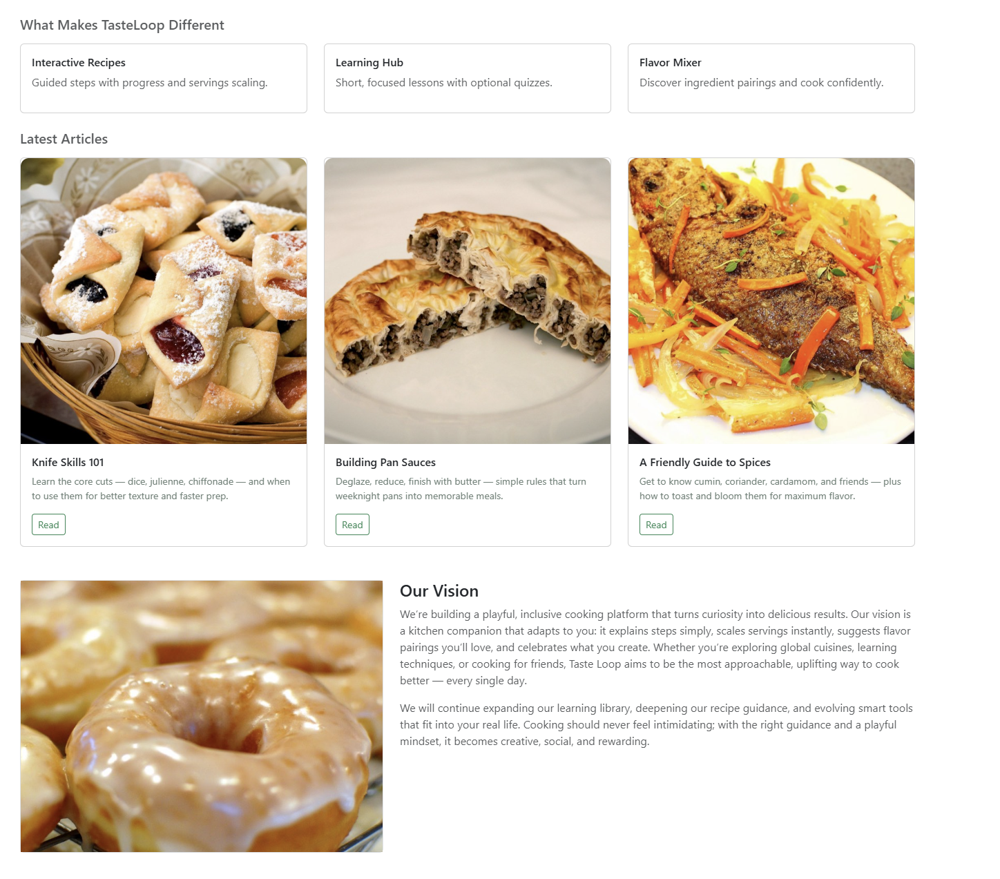 What Makes TasteLoop Different
Interactive Recipes
Guided steps with progress and servings scaling.
Learning Hub
Short, focused lessons with optional quizzes.
Flavor Mixer
Discover ingredient pairings and cook confidently.
Latest Articles
Knife Skills 101
Learn the core cuts — dice, julienne, chiffonade — and when
to use them for better texture and faster prep.
Read
Building Pan Sauces
Deglaze, reduce, finish with butter — simple rules that turn
weeknight pans into memorable meals.
Read
A Friendly Guide to Spices
Get to know cumin, coriander, cardamom, and friends — plus
how to toast and bloom them for maximum flavor.
Read
Our Vision
We’re building a playful, inclusive cooking platform that turns curiosity into delicious results. Our vision is
a kitchen companion that adapts to you: it explains steps simply, scales servings instantly, suggests flavor
pairings you’ll love, and celebrates what you create. Whether you’re exploring global cuisines, learning
techniques, or cooking for friends, Taste Loop aims to be the most approachable, uplifting way to cook
better — every single day.
We will continue expanding our learning library, deepening our recipe guidance, and evolving smart tools
that fit into your real life. Cooking should never feel intimidating; with the right guidance and a playful
mindset, it becomes creative, social, and rewarding.